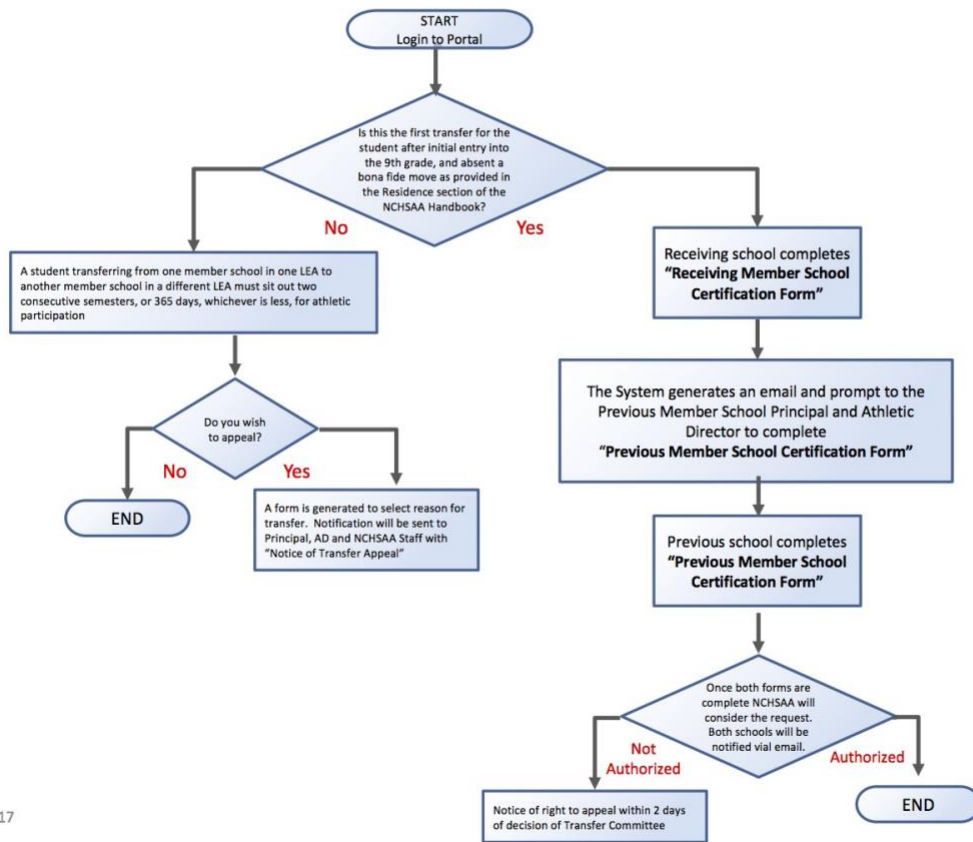 START
Login to Portal
Is this the first transfer for the
student after initial entry into
the 9th grade, and absent a
bona fide move as provided in
the Residence section of the
NCHSAA Handbook?
No
Yes
A student transferring from one member school in one LEA to
another member school in a different LEA must sit out two
consecutive semesters, or 365 days, whichever is less, for athletic
participation
Do you wish
to appeal?
No
Yes
END
A form is generated to select reason for
transfer. Notification will be sent to
Principal, AD and NCHSAA Staff with
"Notice of Transfer Appeal"
Receiving school completes
"Receiving Member School
Certification Form"
The System generates an email and prompt to the
Previous Member School Principal and Athletic
Director to complete
"Previous Member School Certification Form"
Previous school completes
"Previous Member School
Certification Form"
Once both forms are
complete NCHSAA will
consider the request.
Both schools will be
notified vial email.
Not
Authorized
Authorized
Notice of right to appeal within 2 days
of decision of Transfer Committee
END
17